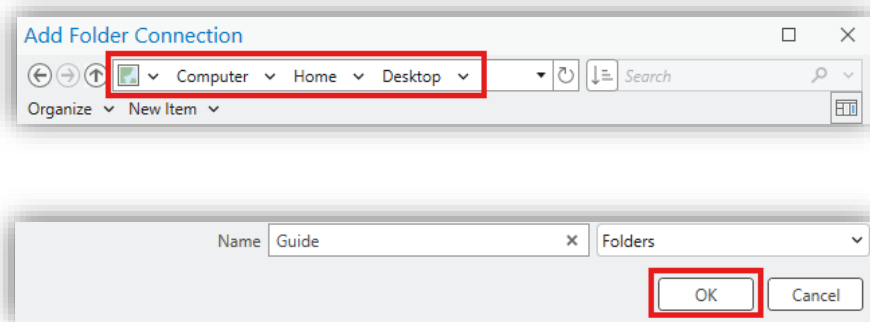 Add Folder Connection
Computer Home Desktop Search
Organize New Item
Name Guide Folders
OK Cancel